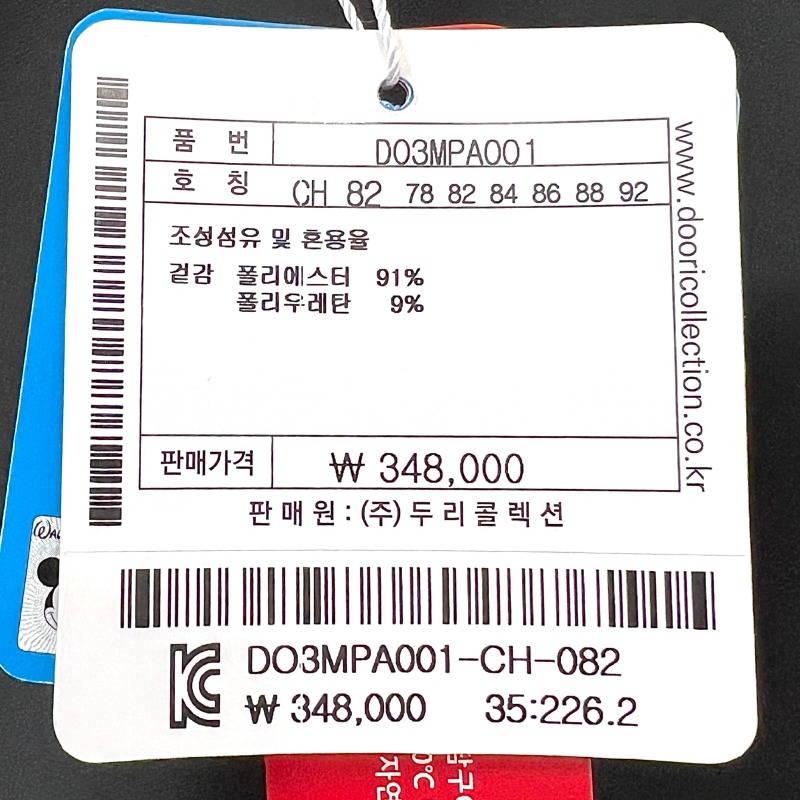 품 번 DO3MPA001
호 칭 CH 82 78 82 84 86 88 92
조성섬유 및 혼용율
겉감 폴리에스터 91%
폴리우레탄 9%
판매가격 ₩ 348,000
판 매 원 : (주) 두 리 콜 렉 션
www.dooricollection.co.kr
DO3MPA001-CH-082
₩ 348,000 35:226.2